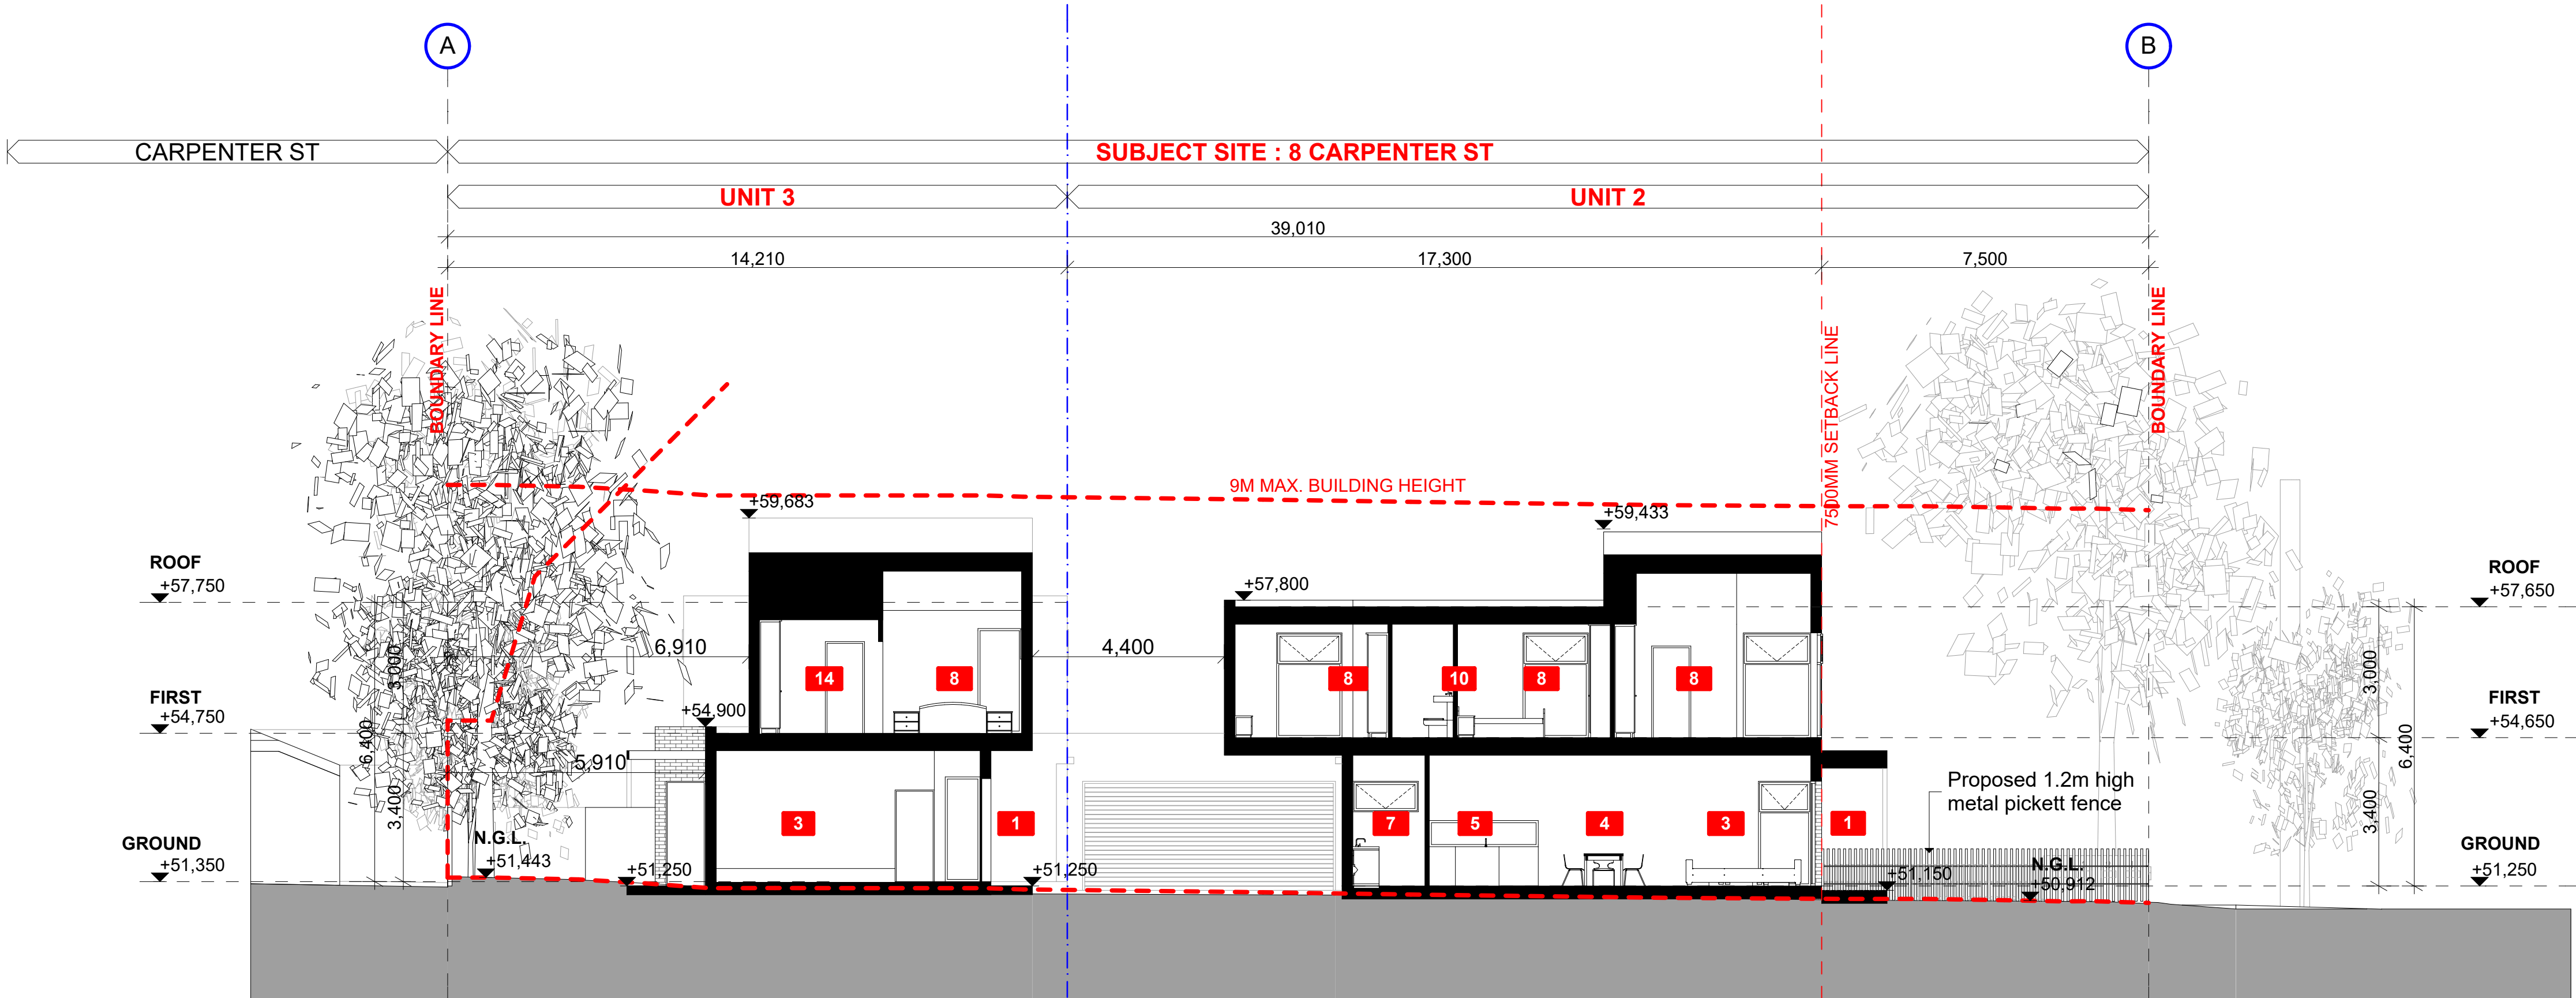 A
B
CARPENTER ST
SUBJECT SITE : 8 CARPENTER ST
UNIT 3
UNIT 2
39,010
14,210
17,300
7,500
BOUNDARY LINE
BOUNDARY LINE
7500MM SETBACK LINE
9M MAX. BUILDING HEIGHT
+59,683
+59,433
ROOF
+57,750
+57,800
ROOF
+57,650
6,910
4,400
3,000
3,000
14
8
8
10
8
8
FIRST
+54,750
+54,900
FIRST
+54,650
6,400
6,400
5,910
Proposed 1.2m high
metal pickett fence
3,400
3,400
3
1
7
5
4
3
1
GROUND
+51,350
N.G.L.
+51,443
+51,250
+51,250
+51,150
N.G.L.
+50,912
GROUND
+51,250